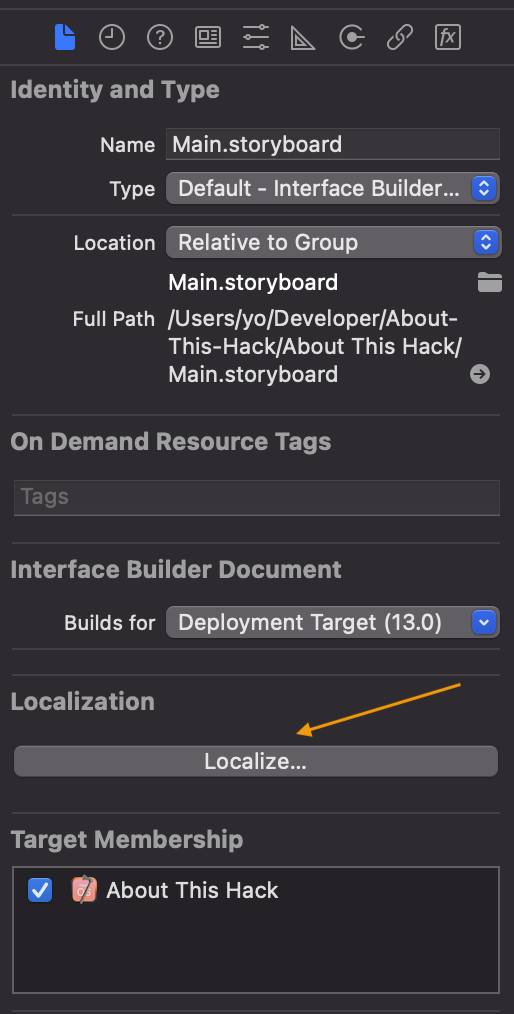 Identity and Type
Name Main.storyboard
Type Default - Interface Builder...
Location Relative to Group
Main.storyboard
Full Path /Users/yo/Developer/About-
This-Hack/About This Hack/
Main.storyboard
On Demand Resource Tags
Tags
Interface Builder Document
Builds for Deployment Target (13.0)
Localization
Localize...
Target Membership
About This Hack